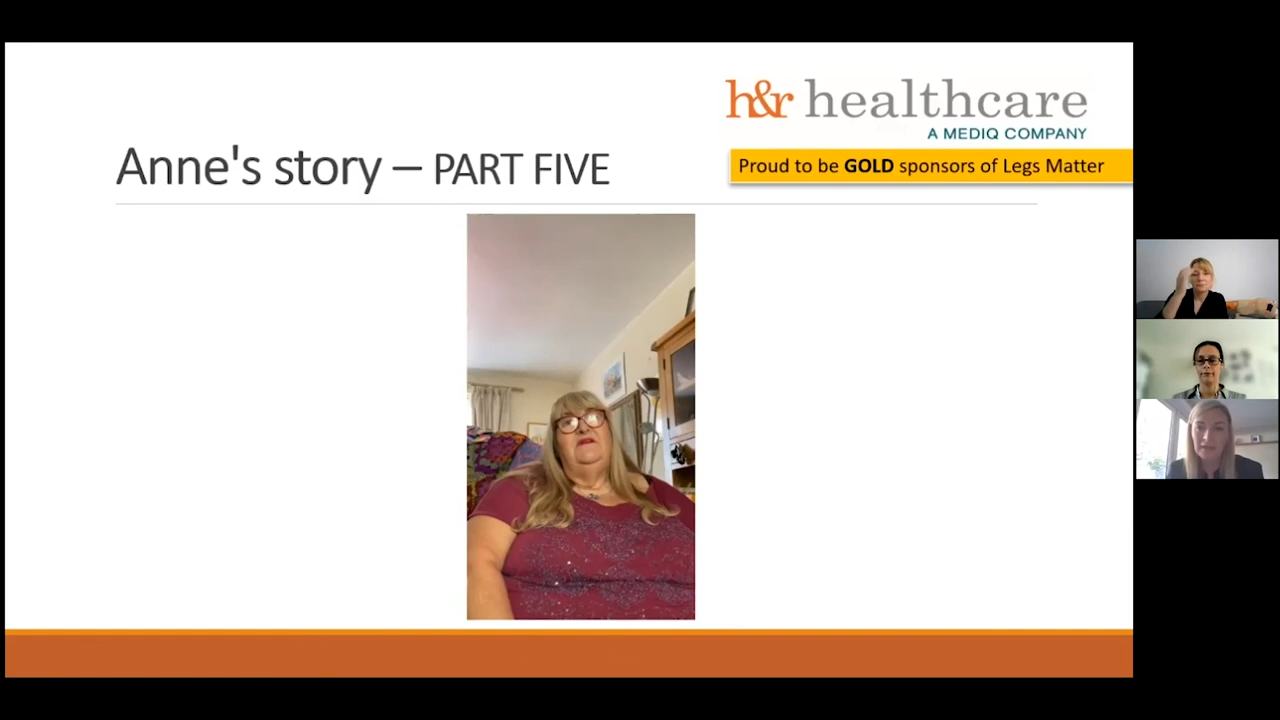 h&r healthcare
A MEDIQ COMPANY
Anne's story – PART FIVE
Proud to be GOLD sponsors of Legs Matter